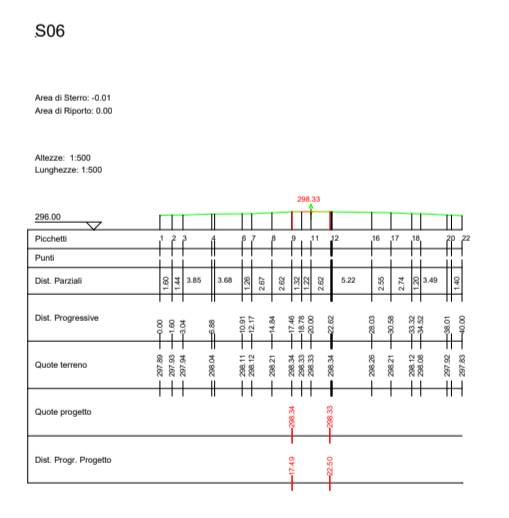 S06
Area di Sterro: -0.01
Area di Riporto: 0.00
Altezze: 1:500
Lunghezze: 1:500
298.33
296.00
Picchetti 1 2 3 4 6 7 8 9 11 12 16 17 18 20 22
Punti
Dist. Parziali 1.60 1.44 3.85 3.68 1.26 2.67 2.62 1.32 1.22 2.62 5.22 2.55 2.74 1.20 3.49 1.40
Dist. Progressive 0.00 1.60 3.04 6.88 10.91 12.17 14.84 17.46 18.78 20.00 22.62 28.03 30.58 33.32 34.52 38.01 40.00
Quote terreno 297.89 297.93 297.94 298.04 298.11 298.12 298.21 298.34 298.33 298.33 298.34 298.26 298.21 298.12 298.08 297.92 297.83
Quote progetto 298.34 298.33
Dist. Progr. Progetto 17.49 22.50